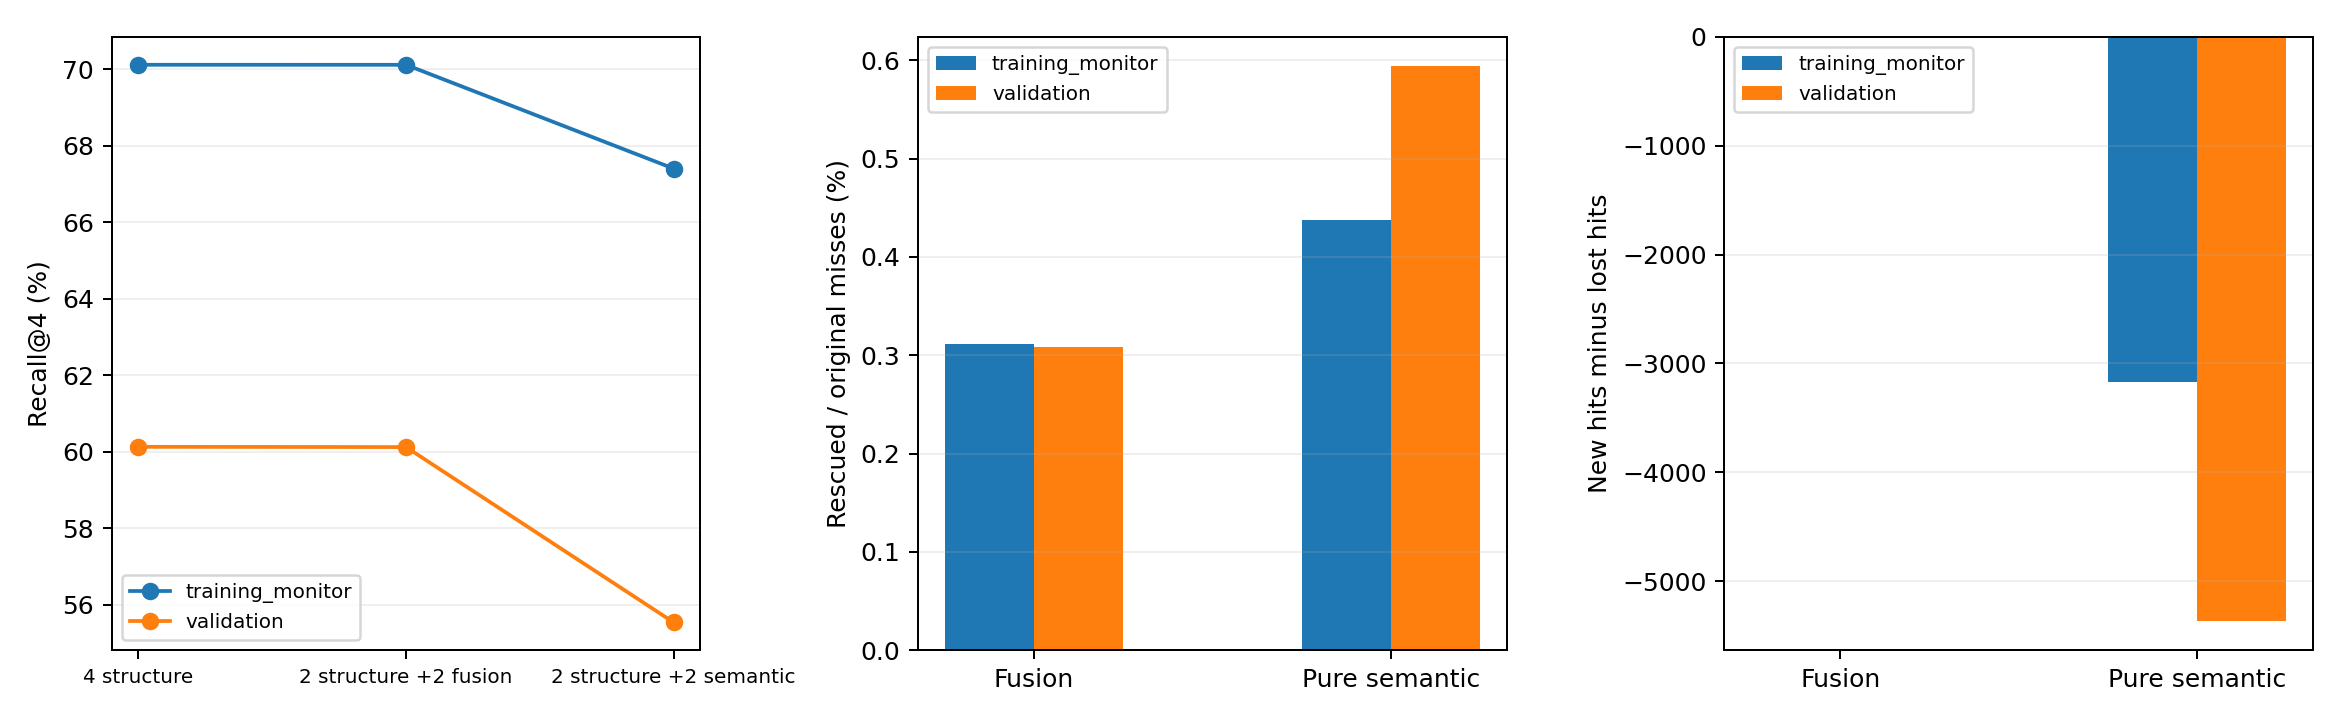 Recall@4 (%)
70
68
66
64
62
60
58
56
training_monitor
validation
4 structure
2 structure +2 fusion
2 structure +2 semantic
Rescued / original misses (%)
0.6
0.5
0.4
0.3
0.2
0.1
0.0
training_monitor
validation
Fusion
Pure semantic
New hits minus lost hits
0
−1000
−2000
−3000
−4000
−5000
training_monitor
validation
Fusion
Pure semantic